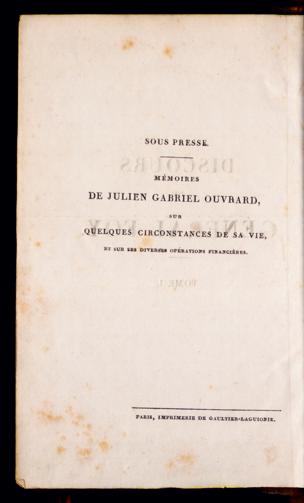 SOUS PRESSE.
MÉMOIRES
DE JULIEN GABRIEL OUVRARD,
SUR
QUELQUES CIRCONSTANCES DE SA VIE,
ET SUR SES DIVERSES OPÉRATIONS FINANCIÈRES.
PARIS, IMPRIMERIE DE GAULTIER-LAGUIONIE.